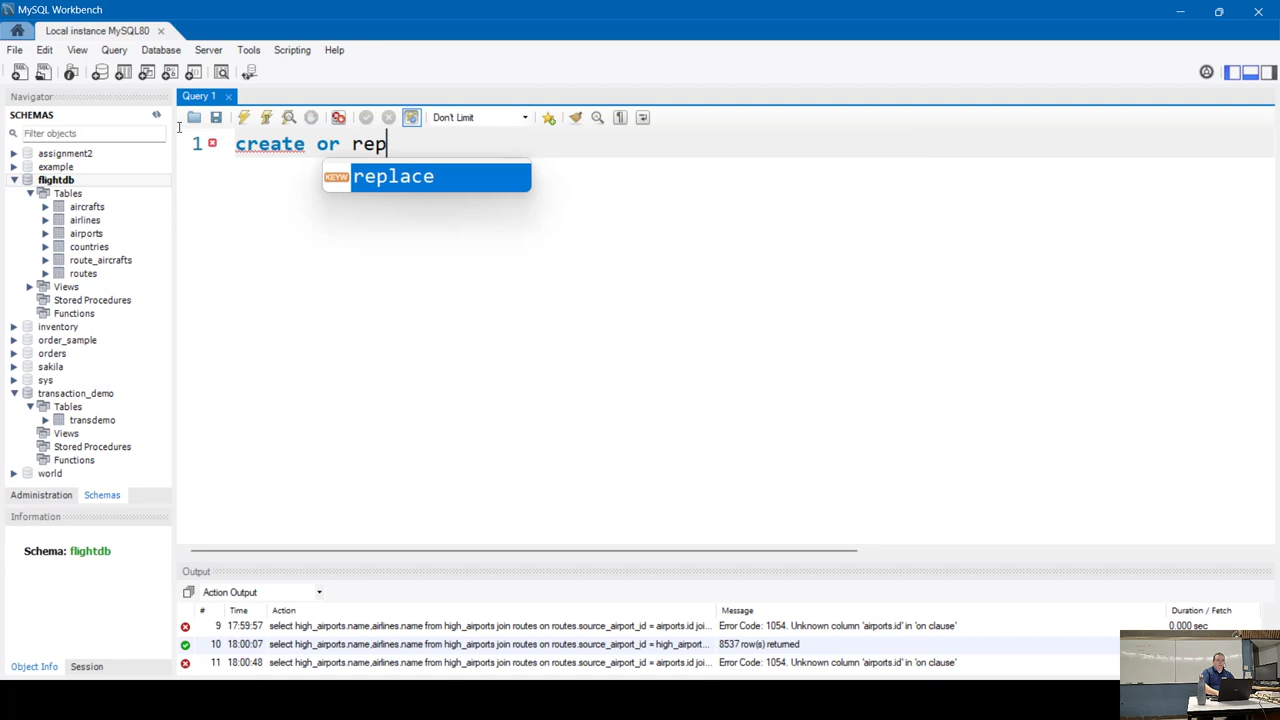 MySQL Workbench
Local instance MySQL80
File Edit View Query Database Server Tools Scripting Help
Navigator
SCHEMAS
Filter objects
assignment2
example
flightdb
Tables
aircrafts
airlines
airports
countries
route_aircrafts
routes
Views
Stored Procedures
Functions
inventory
order_sample
orders
sakila
sys
transaction_demo
Tables
transdemo
Views
Stored Procedures
Functions
world
Administration Schemas
Information
Schema: flightdb
Object Info Session
Query 1
Don't Limit
1 create or rep
KEYW replace
Output
Action Output
# Time Action Message Duration / Fetch
9 17:59:57 select high_airports.name,airlines.name from high_airports join routes on routes.source_airport_id = airports.id joi... Error Code: 1054. Unknown column 'airports.id' in 'on clause' 0.000 sec
10 18:00:07 select high_airports.name,airlines.name from high_airports join routes on routes.source_airport_id = high_airport... 8537 row(s) returned
11 18:00:48 select high_airports.name,airlines.name from high_airports join routes on routes.source_airport_id = airports.id joi... Error Code: 1054. Unknown column 'airports.id' in 'on clause'